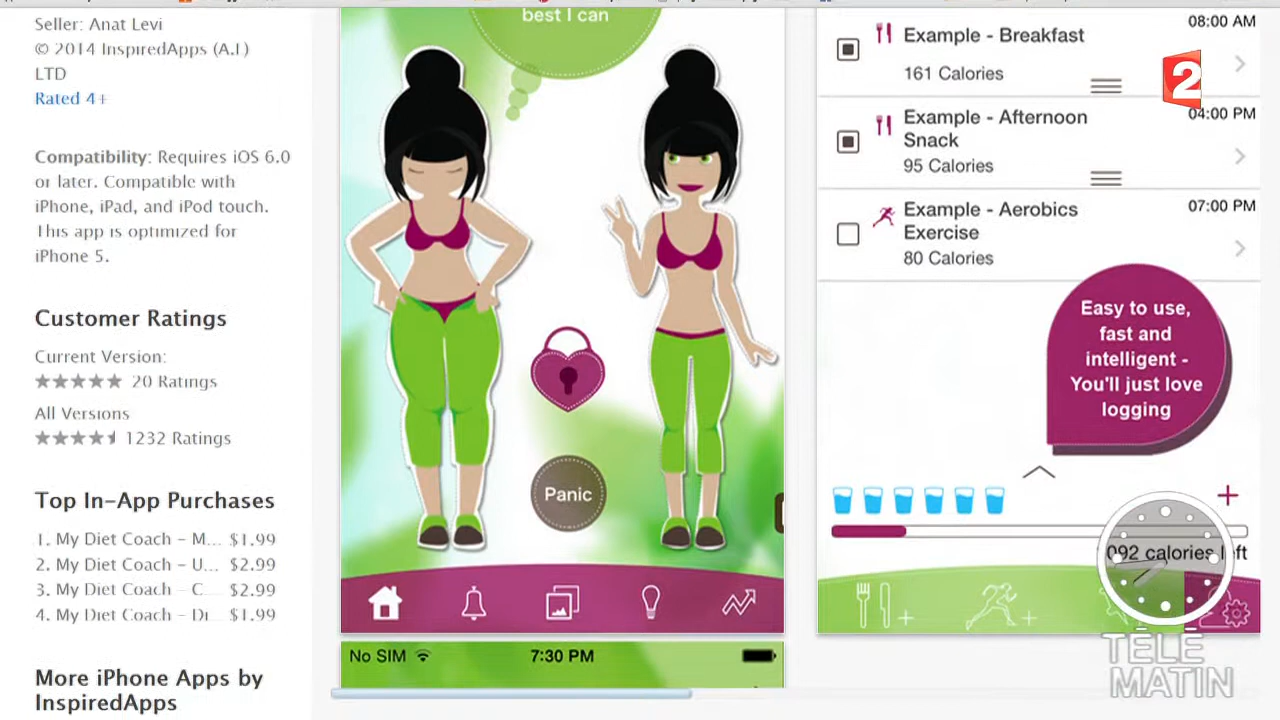 Seller: Anat Levi
© 2014 InspiredApps (A.L)
LTD
Rated 4+
Compatibility: Requires iOS 6.0
or later. Compatible with
iPhone, iPad, and iPod touch.
This app is optimized for
iPhone 5.
Customer Ratings
Current Version:
★★★★★ 20 Ratings
All Versions
1232 Ratings
Top In-App Purchases
1. My Diet Coach – M... $1.99
2. My Diet Coach – U... $2.99
3. My Diet Coach – C... $2.99
4. My Diet Coach – Di... $1.99
More iPhone Apps by
InspiredApps
best I can
Panic
No SIM 7:30 PM
08:00 AM
Example - Breakfast
161 Calories
04:00 PM
Example - Afternoon
Snack
95 Calories
07:00 PM
Example - Aerobics
Exercise
80 Calories
Easy to use,
fast and
intelligent -
You'll just love
logging
092 calories left
2
TÉLÉ
MATIN